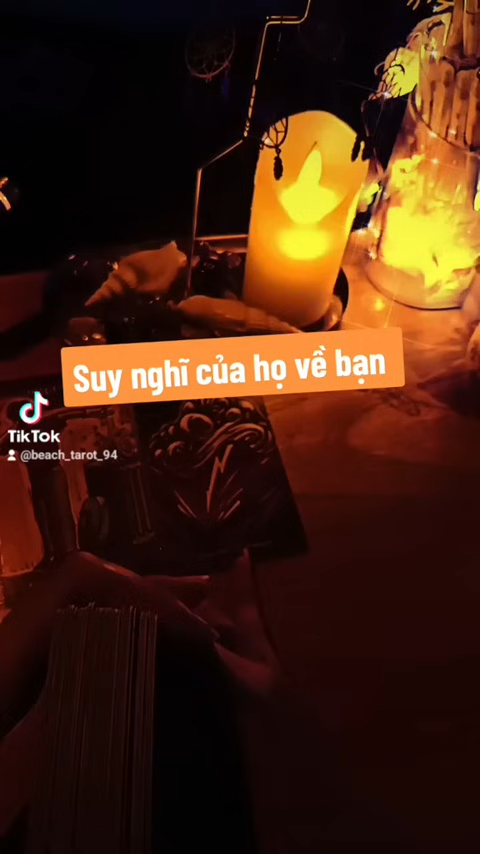 Suy nghĩ của họ về bạn
TikTok
@beach_tarot_94